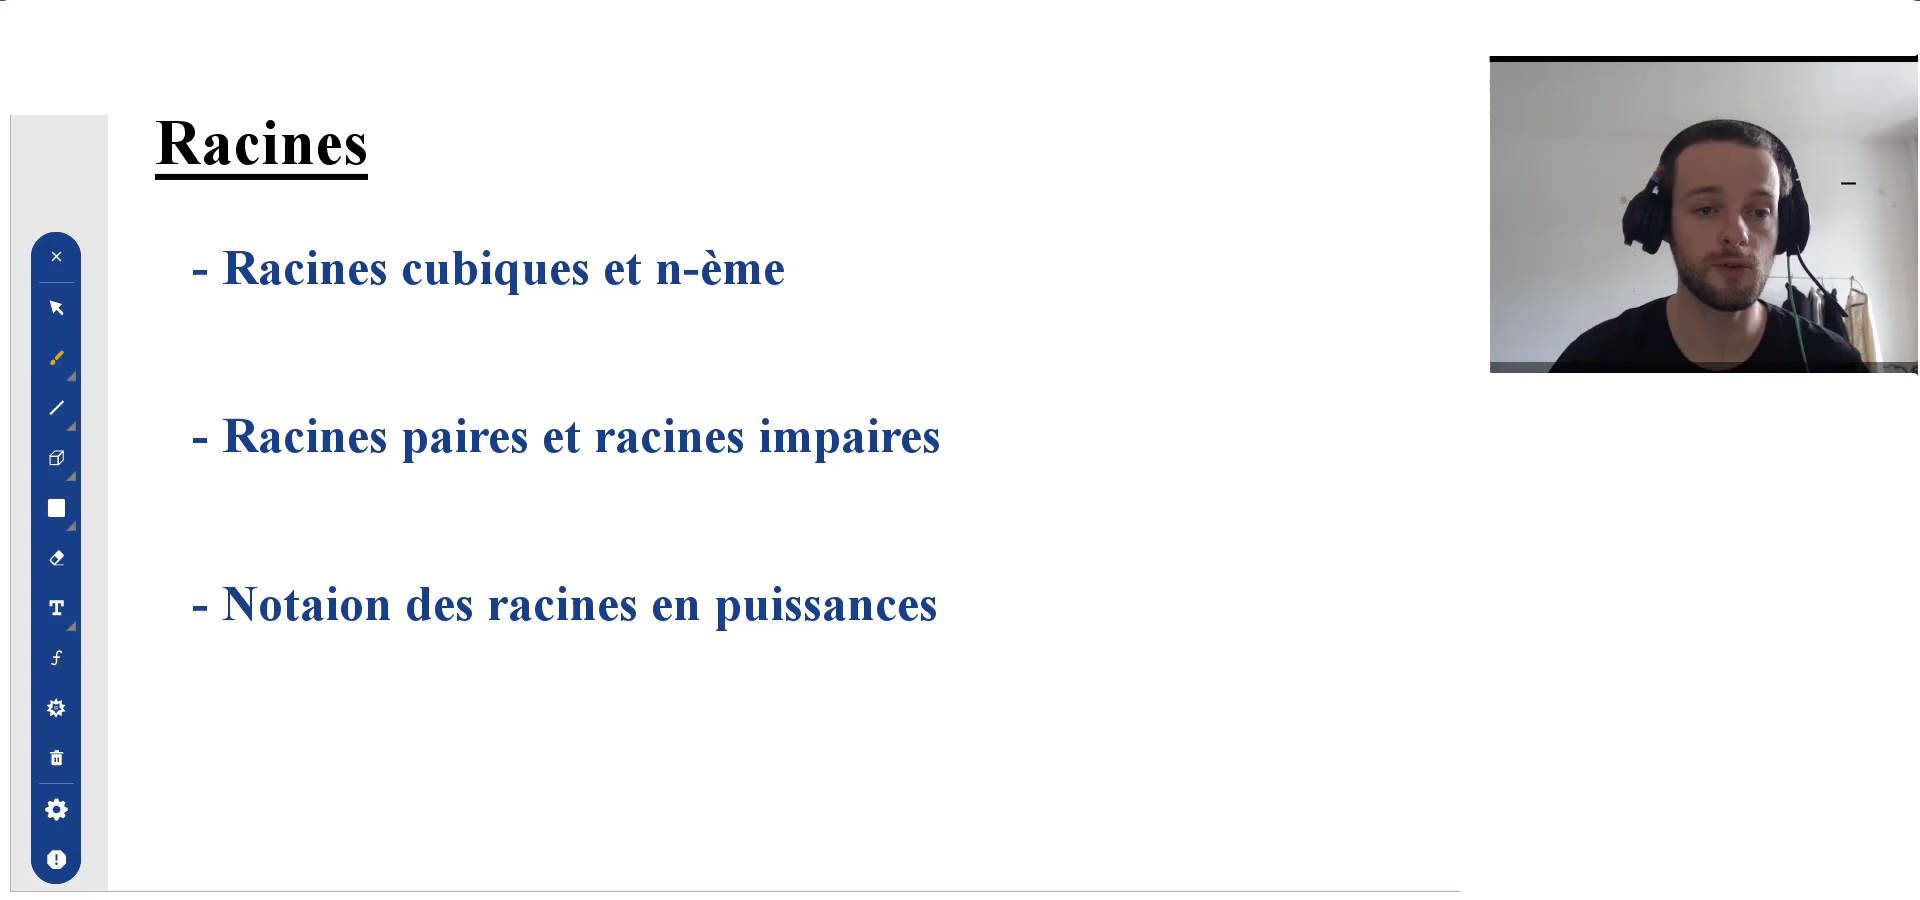 Racines
- Racines cubiques et n-ème
- Racines paires et racines impaires
- Notaion des racines en puissances